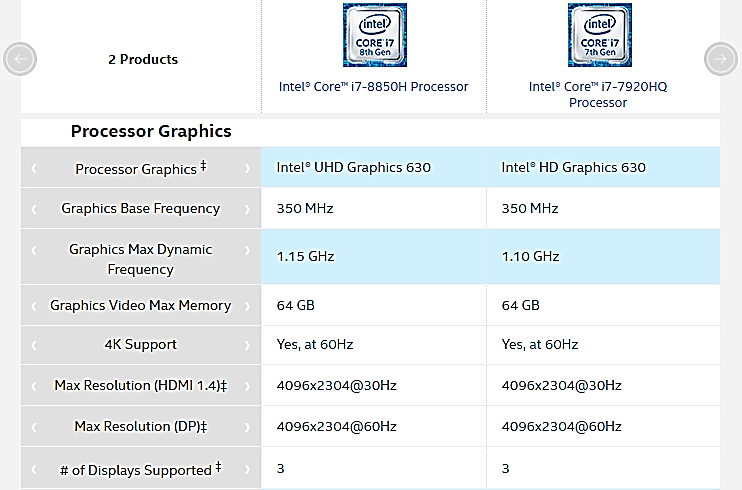 2 Products
intel
CORE i7
8th Gen
Intel® Core™ i7-8850H Processor
intel
CORE i7
7th Gen
Intel® Core™ i7-7920HQ
Processor
Processor Graphics
Processor Graphics ‡ Intel® UHD Graphics 630 Intel® HD Graphics 630
Graphics Base Frequency 350 MHz 350 MHz
Graphics Max Dynamic
Frequency 1.15 GHz 1.10 GHz
Graphics Video Max Memory 64 GB 64 GB
4K Support Yes, at 60Hz Yes, at 60Hz
Max Resolution (HDMI 1.4)‡ 4096x2304@30Hz 4096x2304@30Hz
Max Resolution (DP)‡ 4096x2304@60Hz 4096x2304@60Hz
# of Displays Supported ‡ 3 3